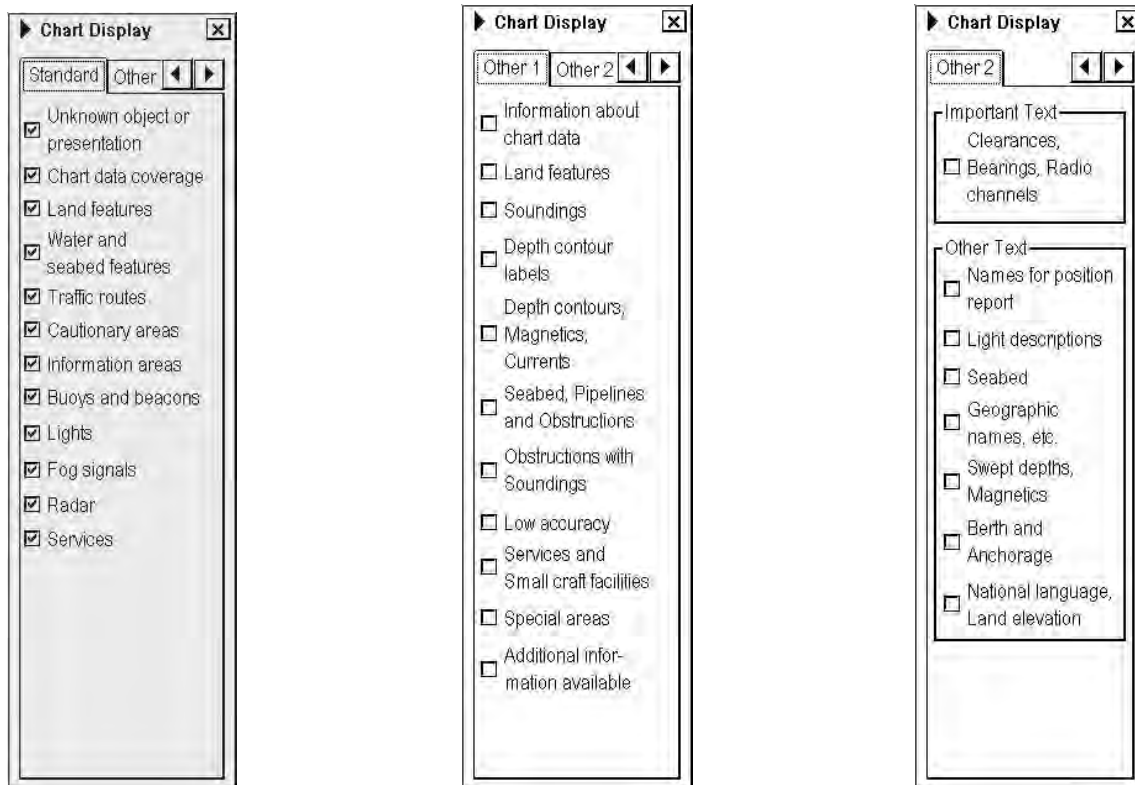 Chart Display
Standard Other
Unknown object or
presentation
Chart data coverage
Land features
Water and
seabed features
Traffic routes
Cautionary areas
Information areas
Buoys and beacons
Lights
Fog signals
Radar
Services
Chart Display
Other 1 Other 2
Information about
chart data
Land features
Soundings
Depth contour
labels
Depth contours,
Magnetics,
Currents
Seabed, Pipelines
and Obstructions
Obstructions with
Soundings
Low accuracy
Services and
Small craft facilities
Special areas
Additional infor-
mation available
Chart Display
Other 2
Important Text
Clearances,
Bearings, Radio
channels
Other Text
Names for position
report
Light descriptions
Seabed
Geographic
names, etc.
Swept depths,
Magnetics
Berth and
Anchorage
National language,
Land elevation